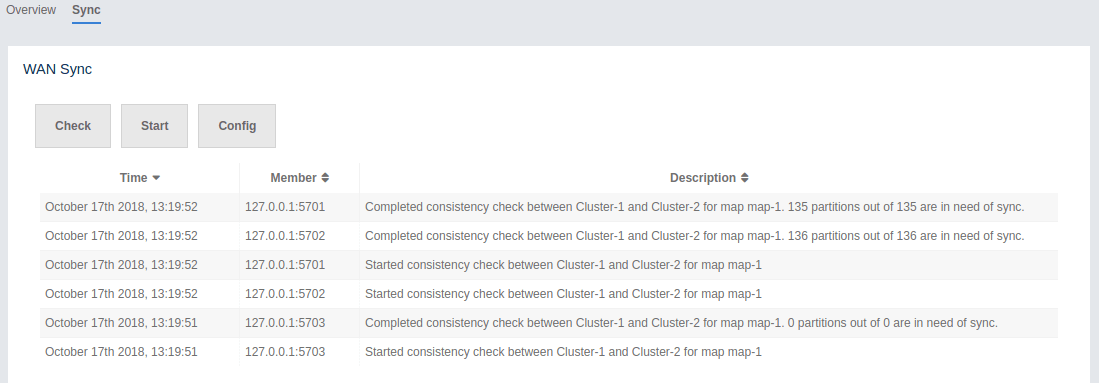 Overview Sync
WAN Sync
Check Start Config
Time Member Description
October 17th 2018, 13:19:52 127.0.0.1:5701 Completed consistency check between Cluster-1 and Cluster-2 for map map-1. 135 partitions out of 135 are in need of sync.
October 17th 2018, 13:19:52 127.0.0.1:5702 Completed consistency check between Cluster-1 and Cluster-2 for map map-1. 136 partitions out of 136 are in need of sync.
October 17th 2018, 13:19:52 127.0.0.1:5701 Started consistency check between Cluster-1 and Cluster-2 for map map-1
October 17th 2018, 13:19:52 127.0.0.1:5702 Started consistency check between Cluster-1 and Cluster-2 for map map-1
October 17th 2018, 13:19:51 127.0.0.1:5703 Completed consistency check between Cluster-1 and Cluster-2 for map map-1. 0 partitions out of 0 are in need of sync.
October 17th 2018, 13:19:51 127.0.0.1:5703 Started consistency check between Cluster-1 and Cluster-2 for map map-1